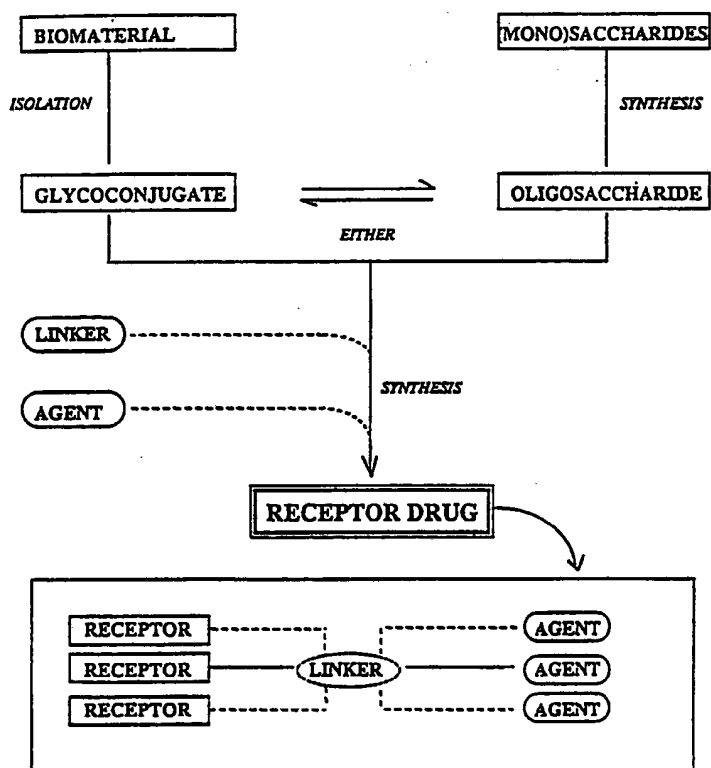 BIOMATERIAL
(MONO)SACCHARIDES
ISOLATION
SYNTHESIS
GLYCOCONJUGATE
OLIGOSACCHARIDE
EITHER
LINKER
SYNTHESIS
AGENT
RECEPTOR DRUG
RECEPTOR
AGENT
RECEPTOR
LINKER
AGENT
RECEPTOR
AGENT